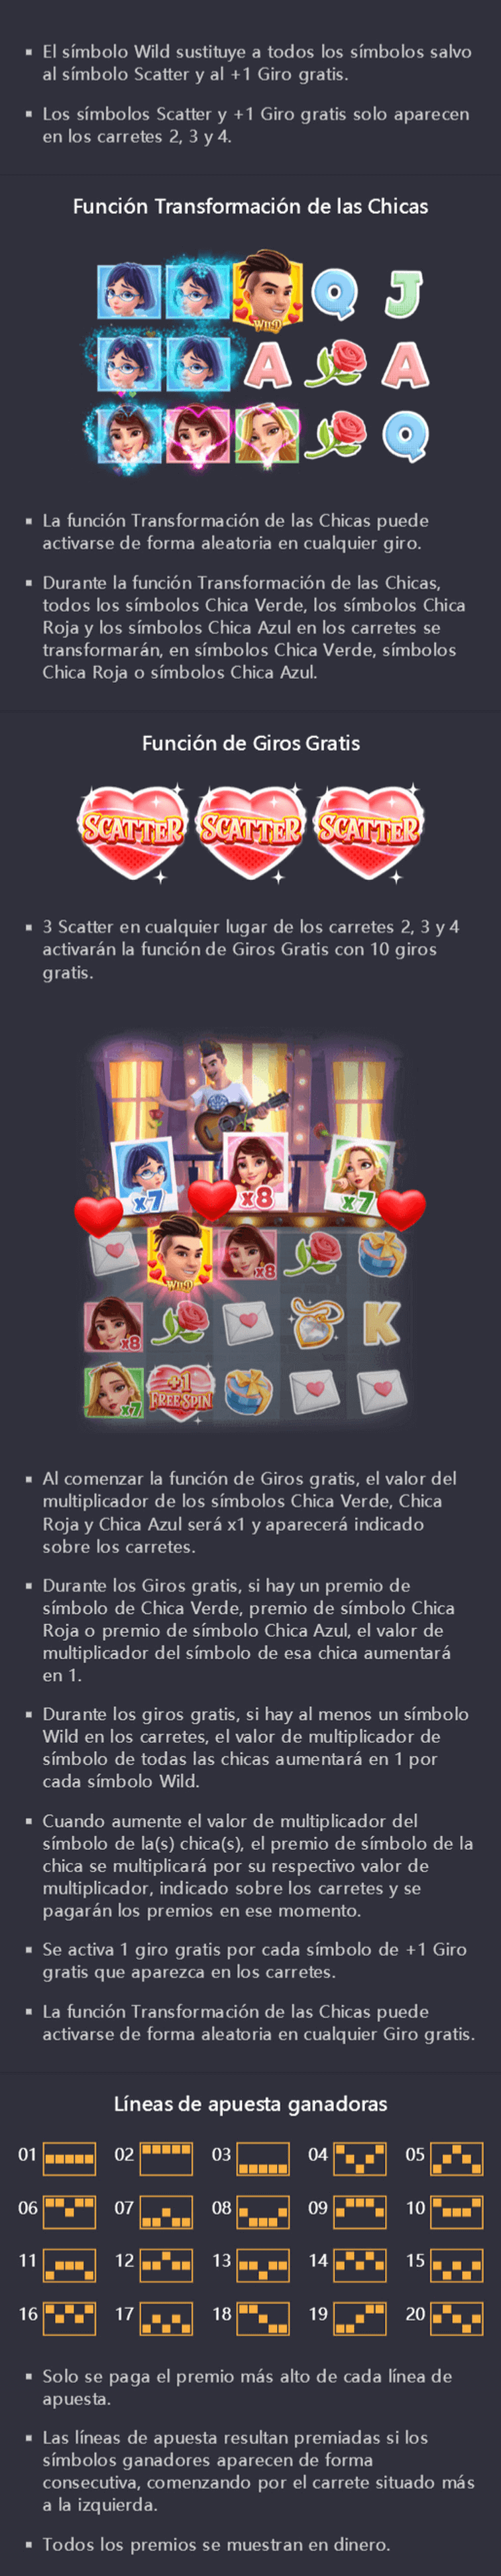 ▪ El símbolo Wild sustituye a todos los símbolos salvo
al símbolo Scatter y al +1 Giro gratis.
▪ Los símbolos Scatter y +1 Giro gratis solo aparecen
en los carretes 2, 3 y 4.
Función Transformación de las Chicas
Q J
WILD
A A
Q
▪ La función Transformación de las Chicas puede
activarse de forma aleatoria en cualquier giro.
▪ Durante la función Transformación de las Chicas,
todos los símbolos Chica Verde, los símbolos Chica
Roja y los símbolos Chica Azul en los carretes se
transformarán, en símbolos Chica Verde, símbolos
Chica Roja o símbolos Chica Azul.
Función de Giros Gratis
SCATTER SCATTER SCATTER
▪ 3 Scatter en cualquier lugar de los carretes 2, 3 y 4
activarán la función de Giros Gratis con 10 giros
gratis.
x7 x8 x7
WILD x8
x8 K
x7 +1
FREE SPIN
▪ Al comenzar la función de Giros gratis, el valor del
multiplicador de los símbolos Chica Verde, Chica
Roja y Chica Azul será x1 y aparecerá indicado
sobre los carretes.
▪ Durante los Giros gratis, si hay un premio de
símbolo de Chica Verde, premio de símbolo Chica
Roja o premio de símbolo Chica Azul, el valor de
multiplicador del símbolo de esa chica aumentará
en 1.
▪ Durante los giros gratis, si hay al menos un símbolo
Wild en los carretes, el valor de multiplicador de
símbolo de todas las chicas aumentará en 1 por
cada símbolo Wild.
▪ Cuando aumente el valor de multiplicador del
símbolo de la(s) chica(s), el premio de símbolo de la
chica se multiplicará por su respectivo valor de
multiplicador, indicado sobre los carretes y se
pagarán los premios en ese momento.
▪ Se activa 1 giro gratis por cada símbolo de +1 Giro
gratis que aparezca en los carretes.
▪ La función Transformación de las Chicas puede
activarse de forma aleatoria en cualquier Giro gratis.
Líneas de apuesta ganadoras
01 02 03 04 05
06 07 08 09 10
11 12 13 14 15
16 17 18 19 20
▪ Solo se paga el premio más alto de cada línea de
apuesta.
▪ Las líneas de apuesta resultan premiadas si los
símbolos ganadores aparecen de forma
consecutiva, comenzando por el carrete situado más
a la izquierda.
▪ Todos los premios se muestran en dinero.